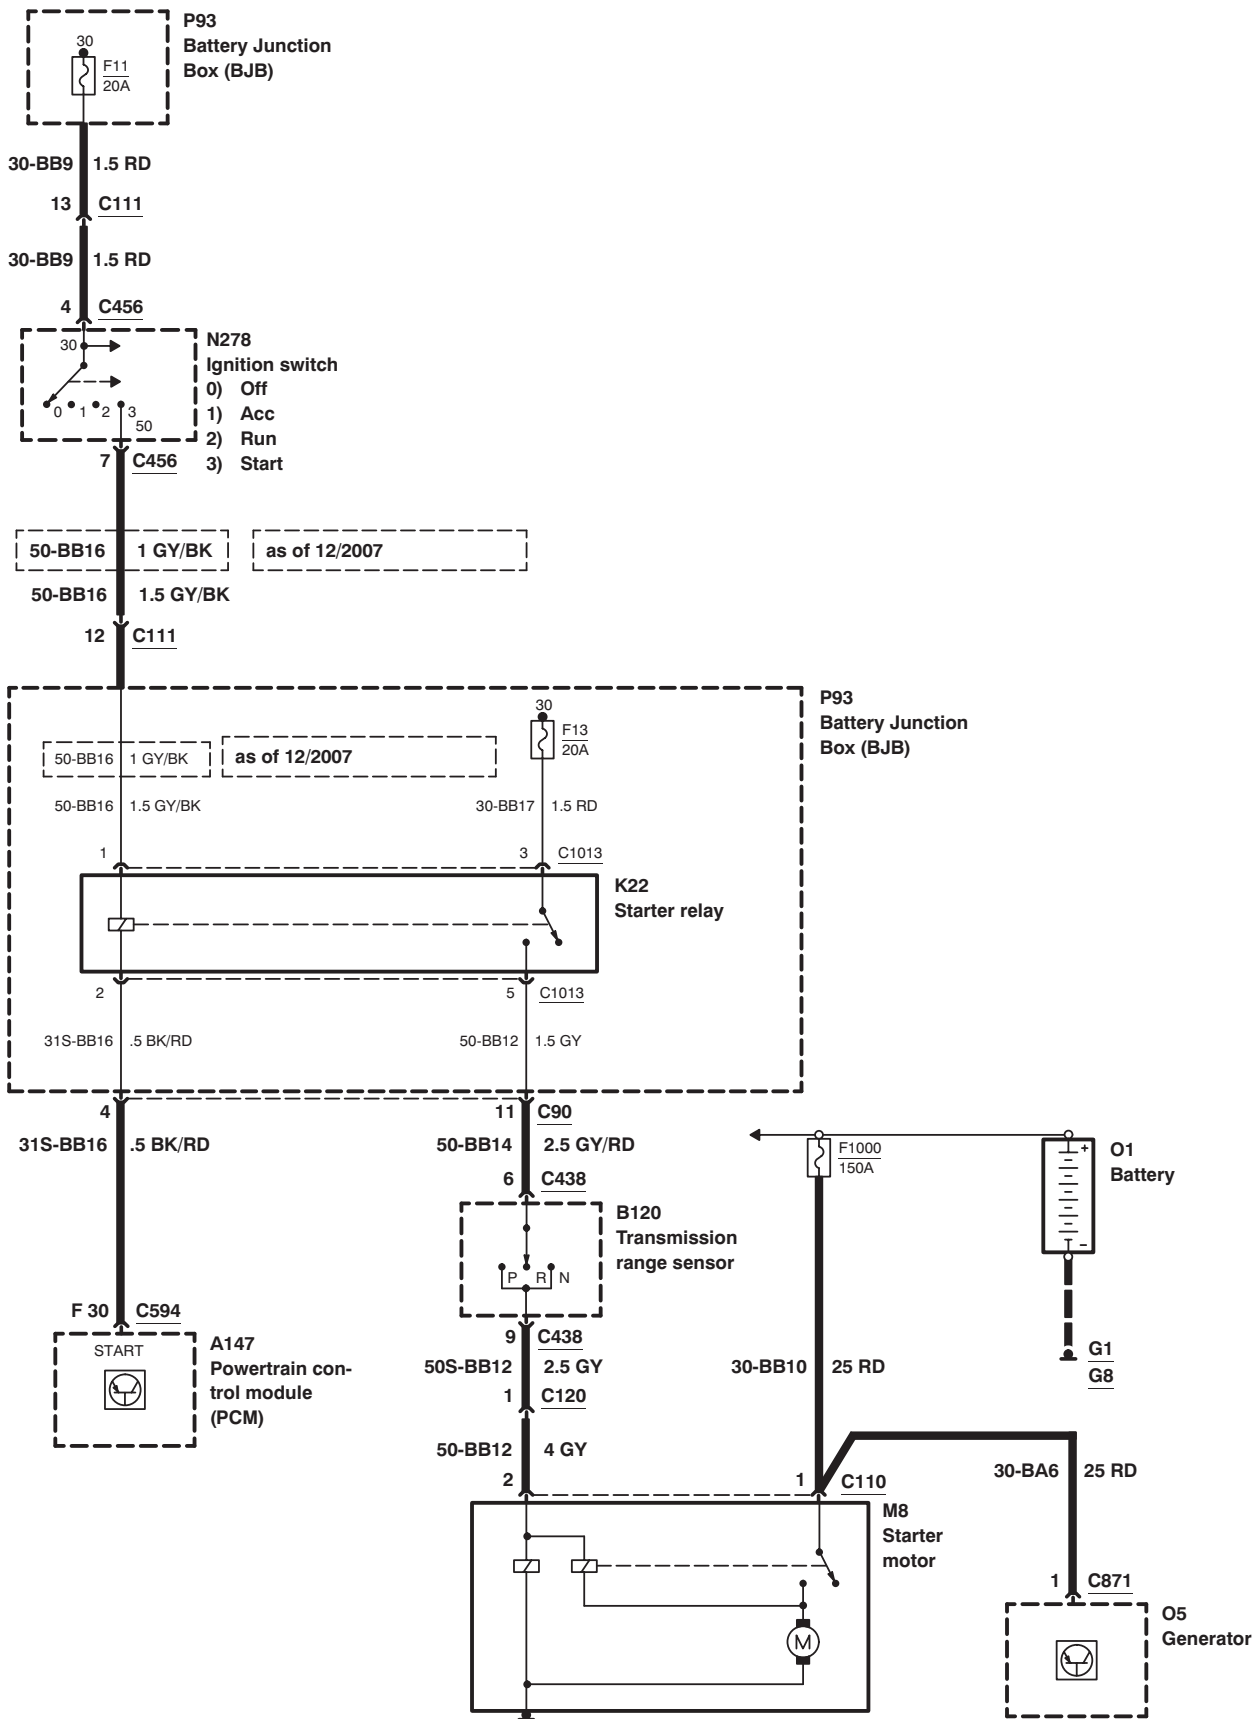 P93
Battery Junction
Box (BJB)
30
F11
20A
30-BB9 1.5 RD
13 C111
30-BB9 1.5 RD
4 C456
N278
Ignition switch
0) Off
1) Acc
2) Run
3) Start
30
0 1 2 3
50
7 C456
50-BB16 1 GY/BK as of 12/2007
50-BB16 1.5 GY/BK
12 C111
P93
Battery Junction
Box (BJB)
30
F13
20A
50-BB16 1 GY/BK as of 12/2007
50-BB16 1.5 GY/BK 30-BB17 1.5 RD
1 3 C1013
K22
Starter relay
2 5 C1013
31S-BB16 .5 BK/RD 50-BB12 1.5 GY
4 11 C90
31S-BB16 .5 BK/RD 50-BB14 2.5 GY/RD
F1000
150A
+
O1
Battery
−
6 C438
B120
Transmission
range sensor
P R N
F 30 C594
START
A147
Powertrain con-
trol module
(PCM)
9 C438
50S-BB12 2.5 GY
30-BB10 25 RD
G1
G8
1 C120
50-BB12 4 GY
30-BA6 25 RD
2 1 C110
M8
Starter
motor
M
1 C871
O5
Generator